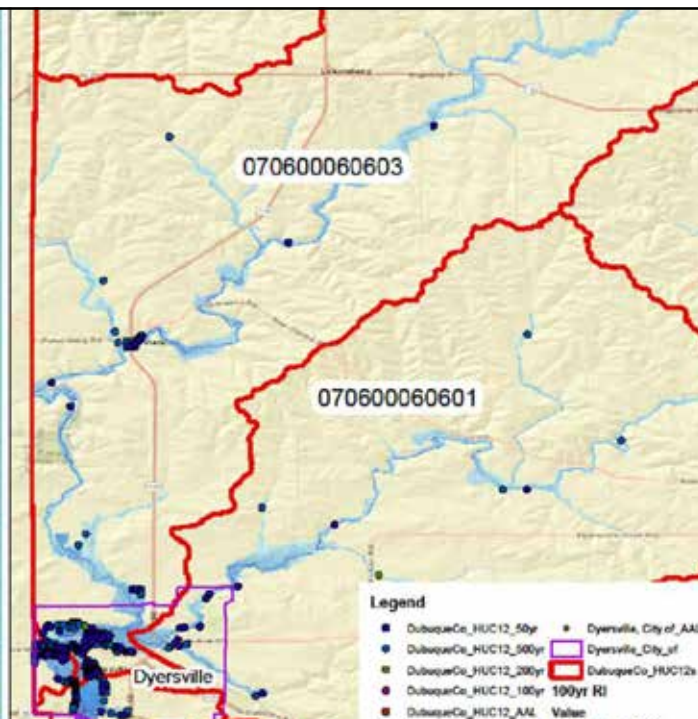 070600060603
070600060601
Dyersville
Legend
DubuqueCo_HUC12_50yr
DubuqueCo_HUC12_500yr
DubuqueCo_HUC12_200yr
DubuqueCo_HUC12_100yr
DubuqueCo_HUC12_AAL
Dyersville, City of_AAL
Dyersville_City_of
DubuqueCo_HUC12s
100yr RI
Value